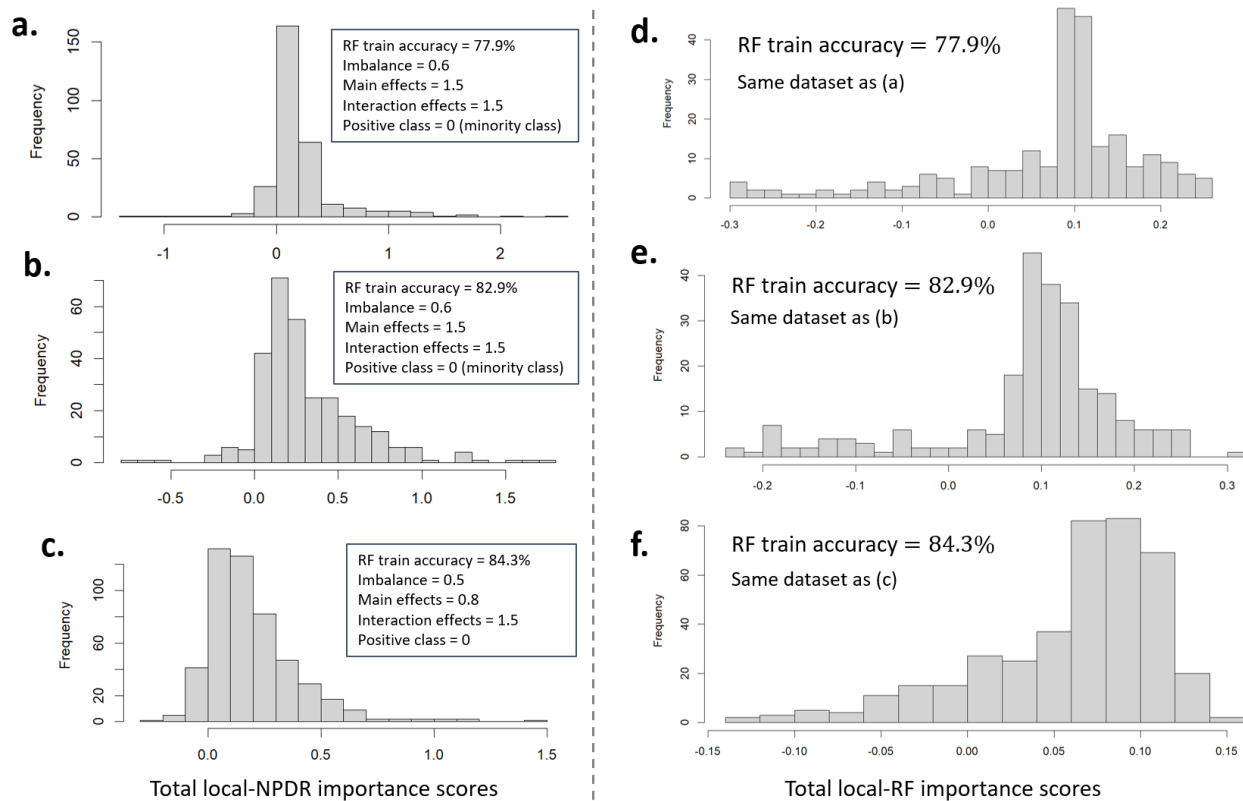 a.
Frequency
150
100
50
0
-1
0
1
2
RF train accuracy = 77.9%
Imbalance = 0.6
Main effects = 1.5
Interaction effects = 1.5
Positive class = 0 (minority class)
b.
Frequency
60
40
20
0
-0.5
0.0
0.5
1.0
1.5
RF train accuracy = 82.9%
Imbalance = 0.6
Main effects = 1.5
Interaction effects = 1.5
Positive class = 0 (minority class)
c.
Frequency
100
60
20
0
0.0
0.5
1.0
1.5
RF train accuracy = 84.3%
Imbalance = 0.5
Main effects = 0.8
Interaction effects = 1.5
Positive class = 0
Total local-NPDR importance scores
d.
Frequency
40
30
20
10
0
-0.3
-0.2
-0.1
0.0
0.1
0.2
RF train accuracy = 77.9%
Same dataset as (a)
e.
Frequency
40
30
20
10
0
-0.2
-0.1
0.0
0.1
0.2
0.3
RF train accuracy = 82.9%
Same dataset as (b)
f.
Frequency
80
60
40
20
0
-0.15
-0.10
-0.05
0.00
0.05
0.10
0.15
RF train accuracy = 84.3%
Same dataset as (c)
Total local-RF importance scores